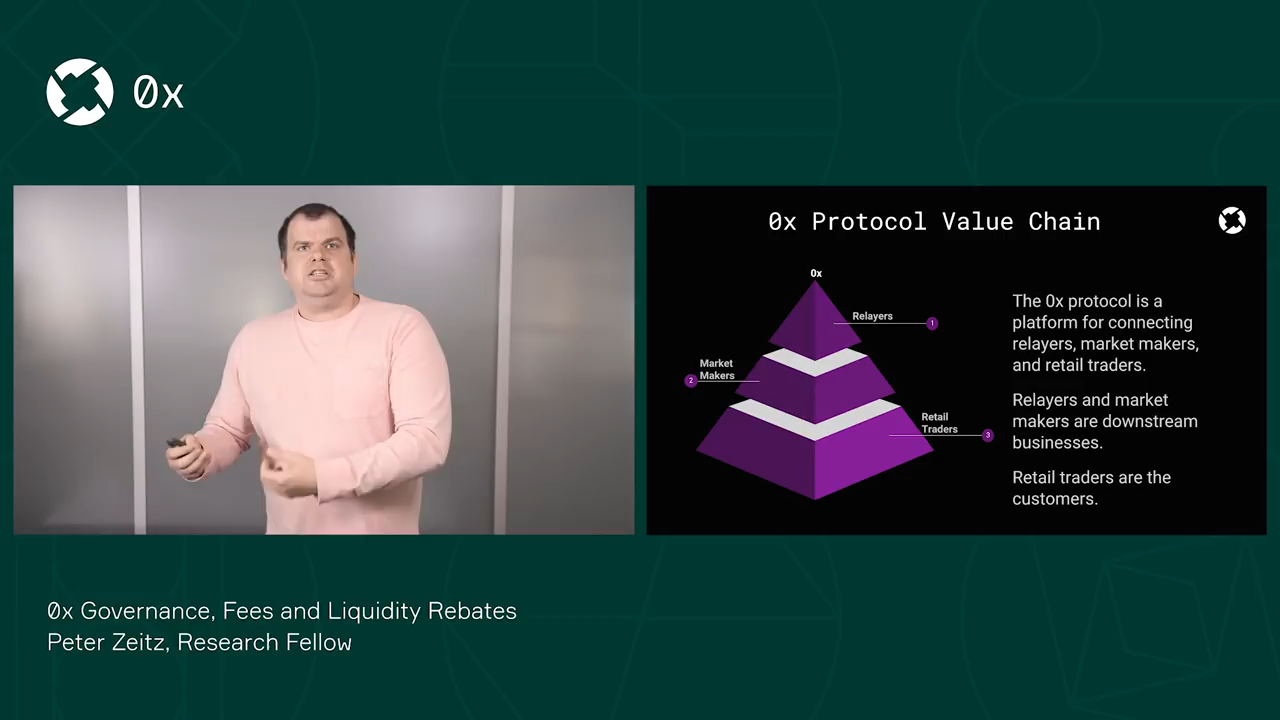 0x
0x Protocol Value Chain
0x
Relayers
1
Market
Makers
2
Retail
Traders
3
The 0x protocol is a
platform for connecting
relayers, market makers,
and retail traders.
Relayers and market
makers are downstream
businesses.
Retail traders are the
customers.
0x Governance, Fees and Liquidity Rebates
Peter Zeitz, Research Fellow